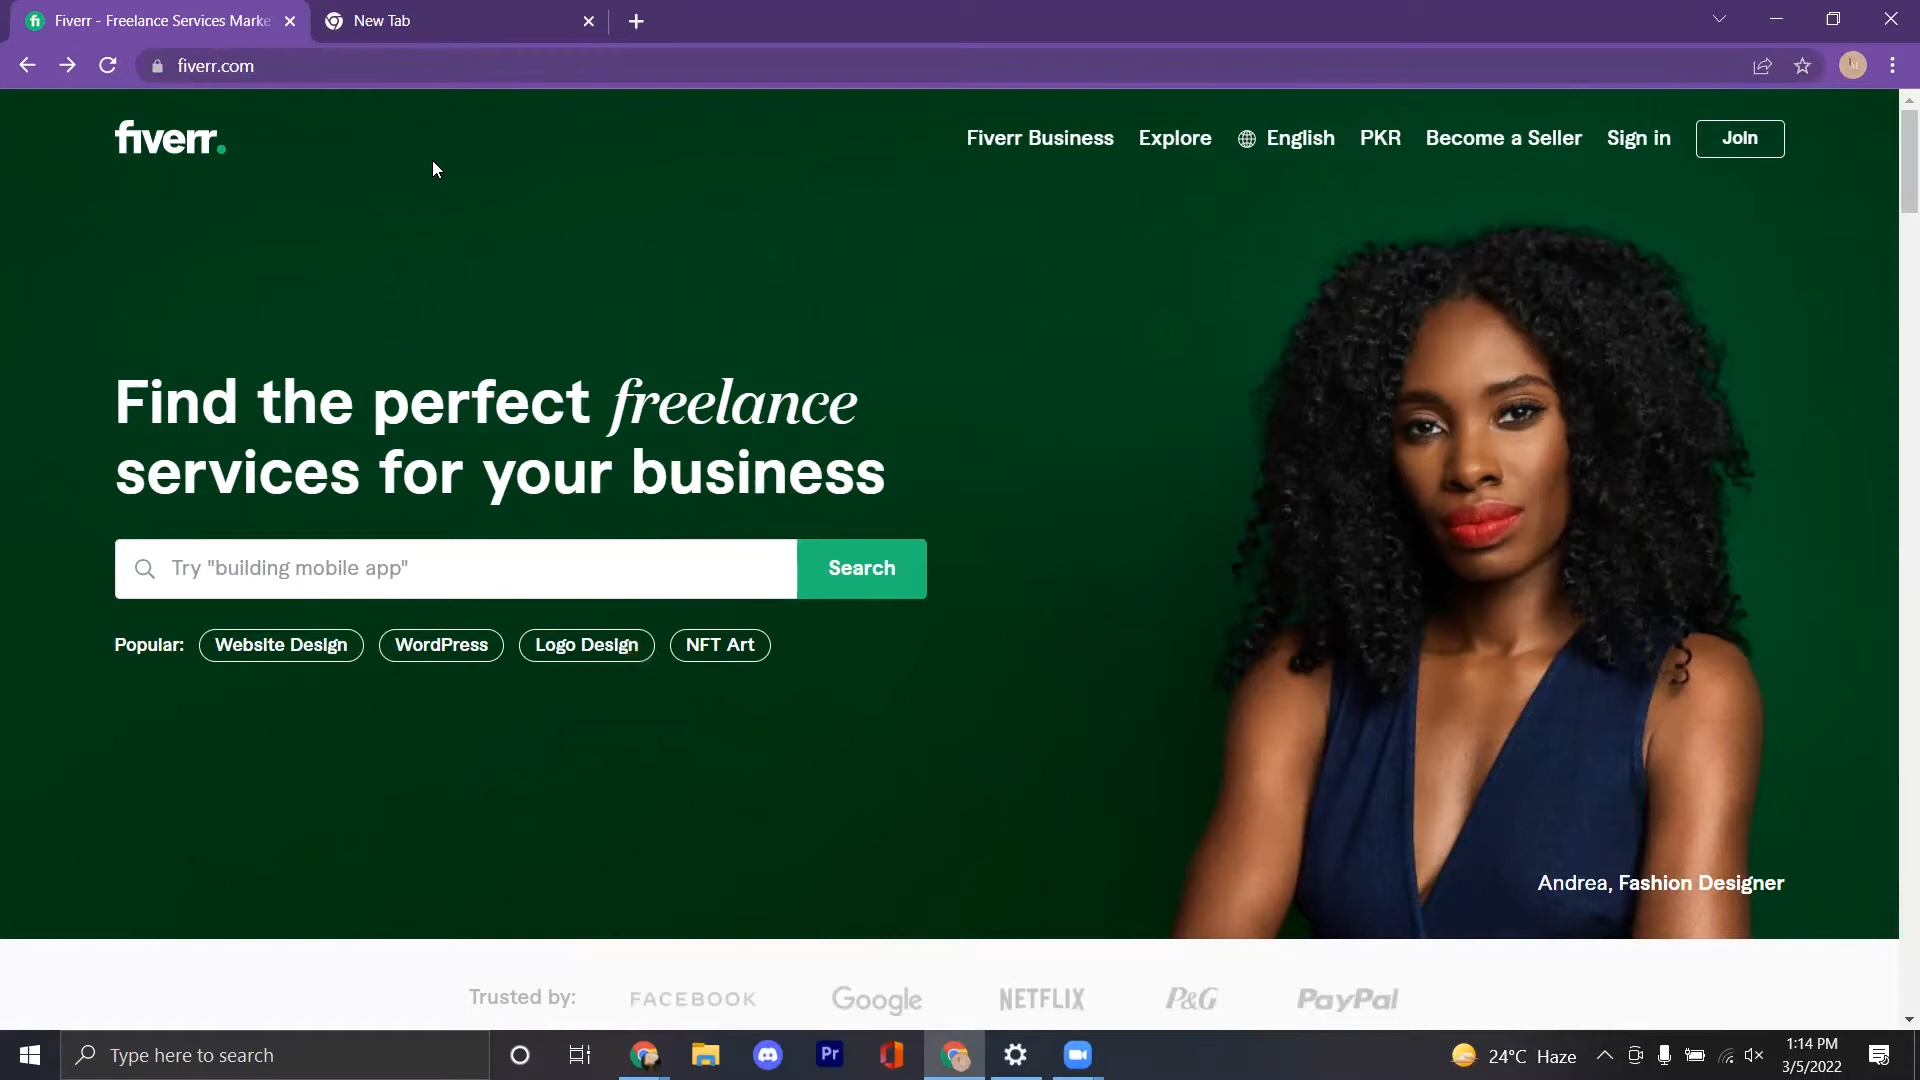 Fiverr - Freelance Services Marke
New Tab
fiverr.com
fiverr.
Fiverr Business
Explore
English
PKR
Become a Seller
Sign in
Join
Find the perfect freelance
services for your business
Try "building mobile app"
Search
Popular:
Website Design
WordPress
Logo Design
NFT Art
Andrea, Fashion Designer
Trusted by:
FACEBOOK
Google
NETFLIX
P&G
PayPal
Type here to search
Pr
24°C Haze
1:14 PM
3/5/2022